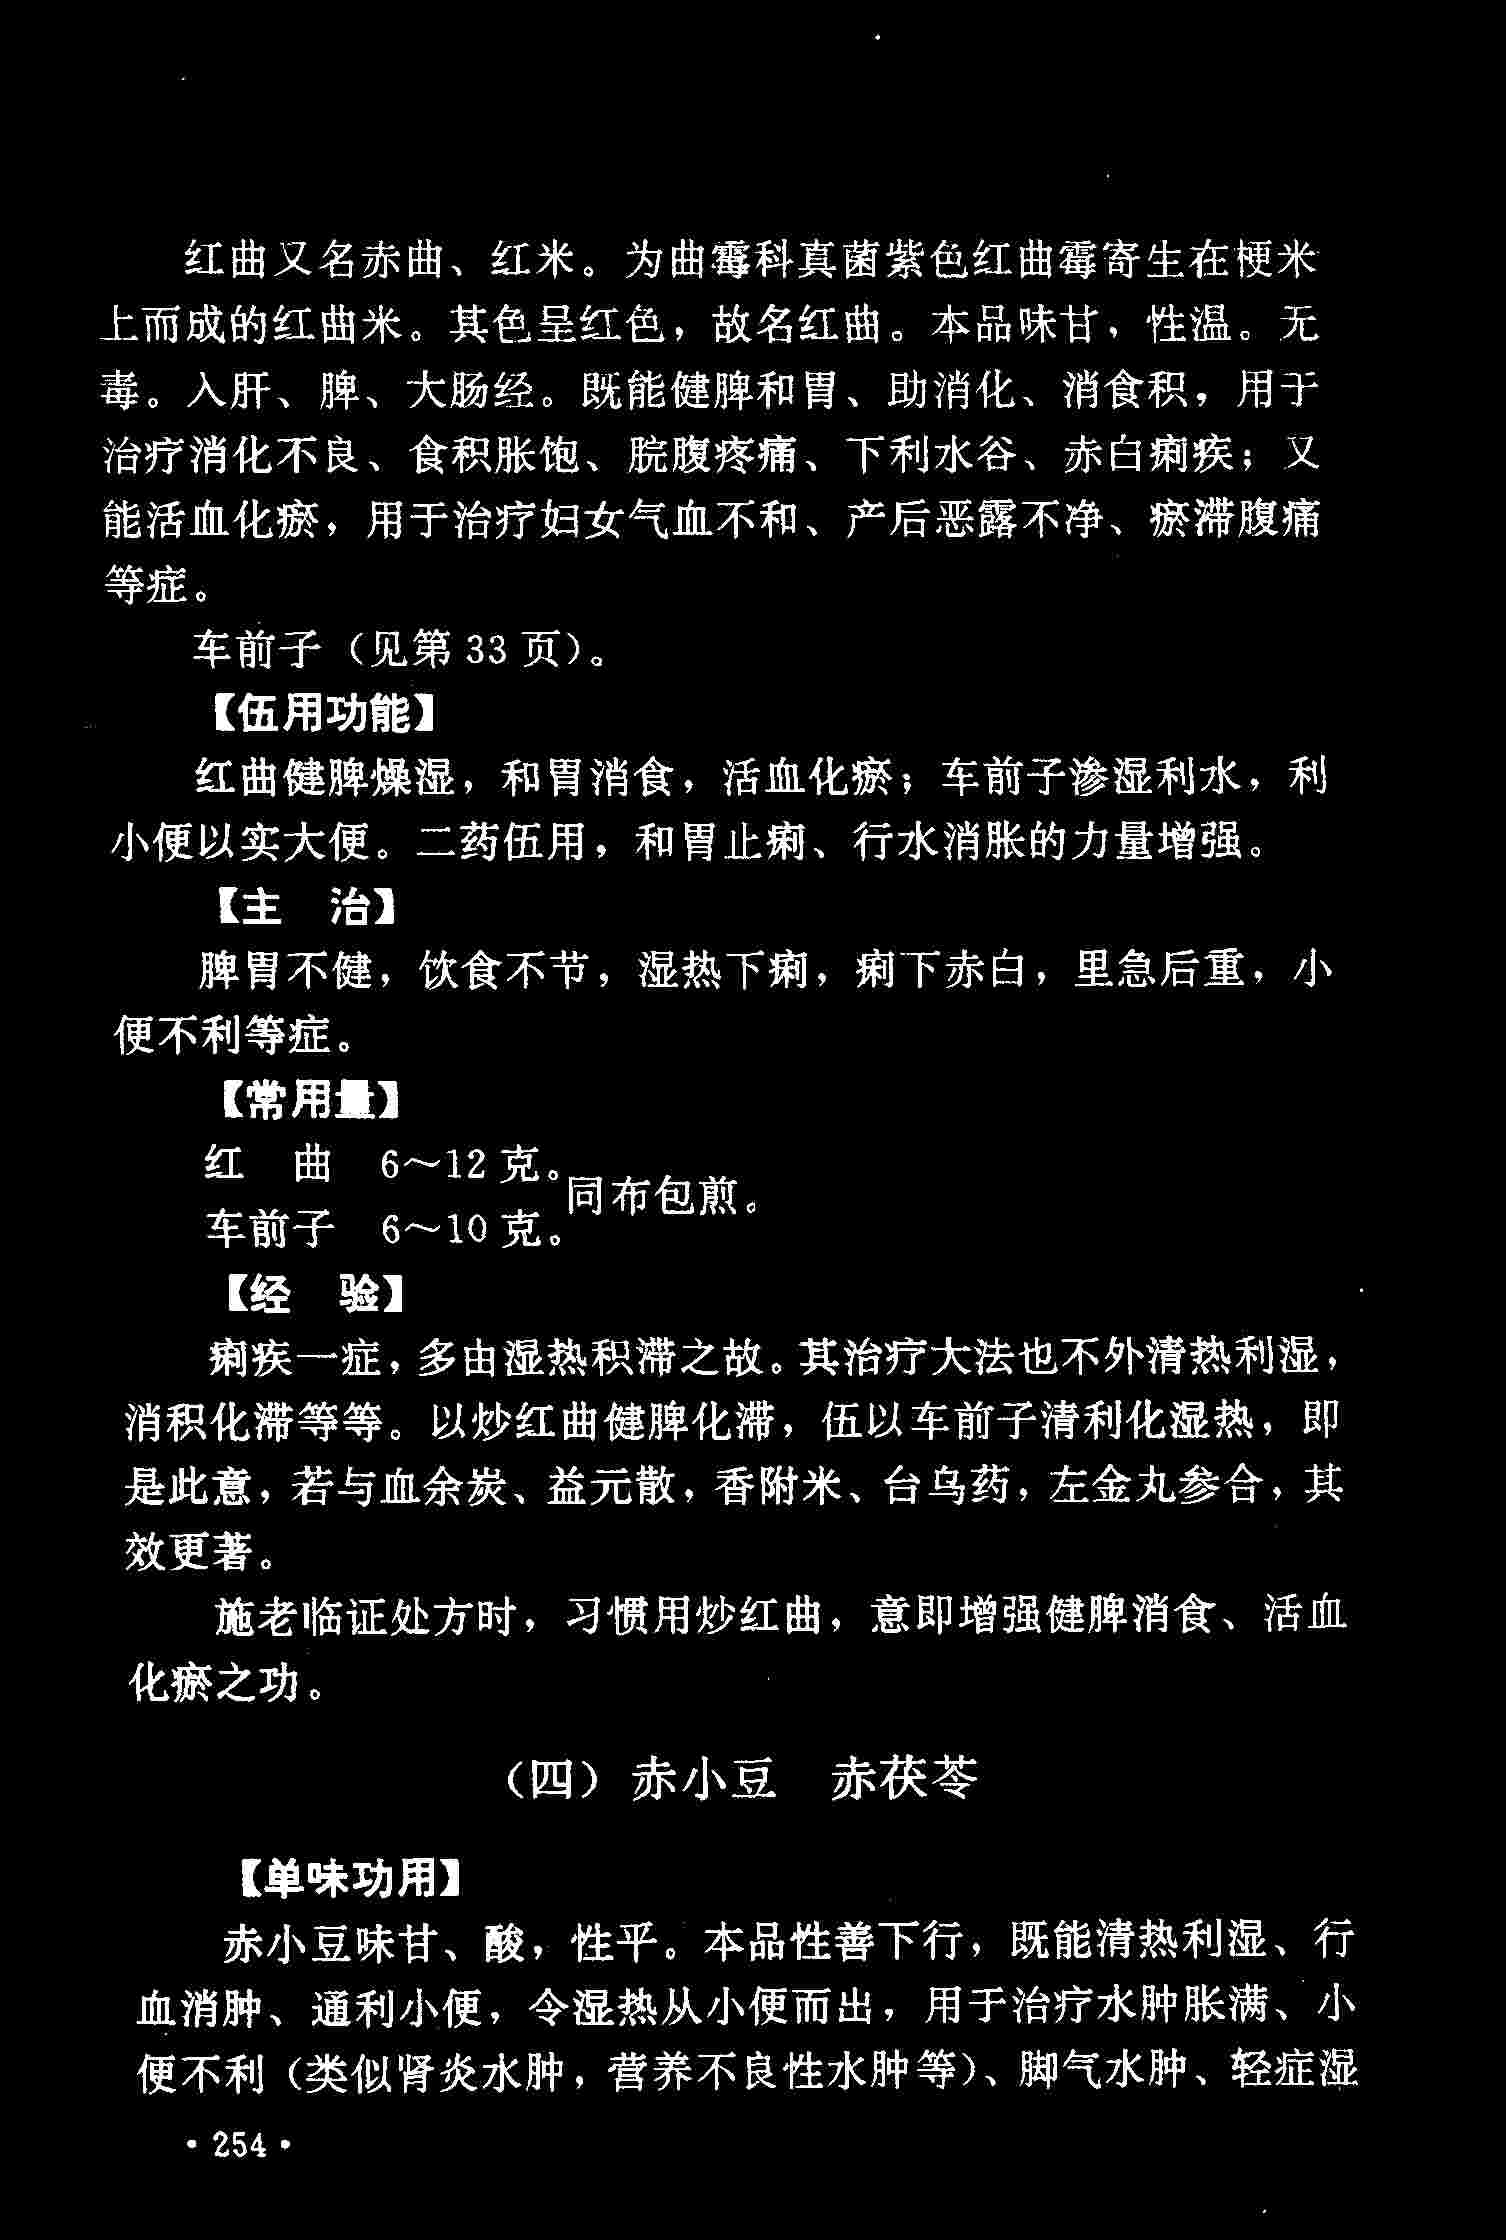 红曲又名赤曲、红米。为曲霉科真菌紫色红曲霉寄生在梗米
上而成的红曲米。其色呈红色，故名红曲。本品味甘，性温。无
毒。入肝、脾、大肠经。既能健脾和胃、助消化、消食积，用于
治疗消化不良、食积胀饱、脘腹疼痛、下利水谷、赤白痢疾；又
能活血化瘀，用于治疗妇女气血不和、产后恶露不净、瘀滞腹痛
等症。
车前子（见第 33 页）。
【伍用功能】
红曲健脾燥湿，和胃消食，活血化瘀；车前子渗湿利水，利
小便以实大便。二药伍用，和胃止痢、行水消胀的力量增强。
【主　治】
脾胃不健，饮食不节，湿热下痢，痢下赤白，里急后重，小
便不利等症。
【常用量】
红　曲　6～12 克。
同布包煎。
车前子　6～10 克。
【经　验】
痢疾一症，多由湿热积滞之故。其治疗大法也不外清热利湿，
消积化滞等等。以炒红曲健脾化滞，伍以车前子清利化湿热，即
是此意，若与血余炭、益元散，香附米、台乌药，左金丸参合，其
效更著。
施老临证处方时，习惯用炒红曲，意即增强健脾消食、活血
化瘀之功。
（四）赤小豆　赤茯苓
【单味功用】
赤小豆味甘、酸，性平。本品性善下行，既能清热利湿、行
血消肿、通利小便，令湿热从小便而出，用于治疗水肿胀满、小
便不利（类似肾炎水肿，营养不良性水肿等）、脚气水肿、轻症湿
· 254 ·